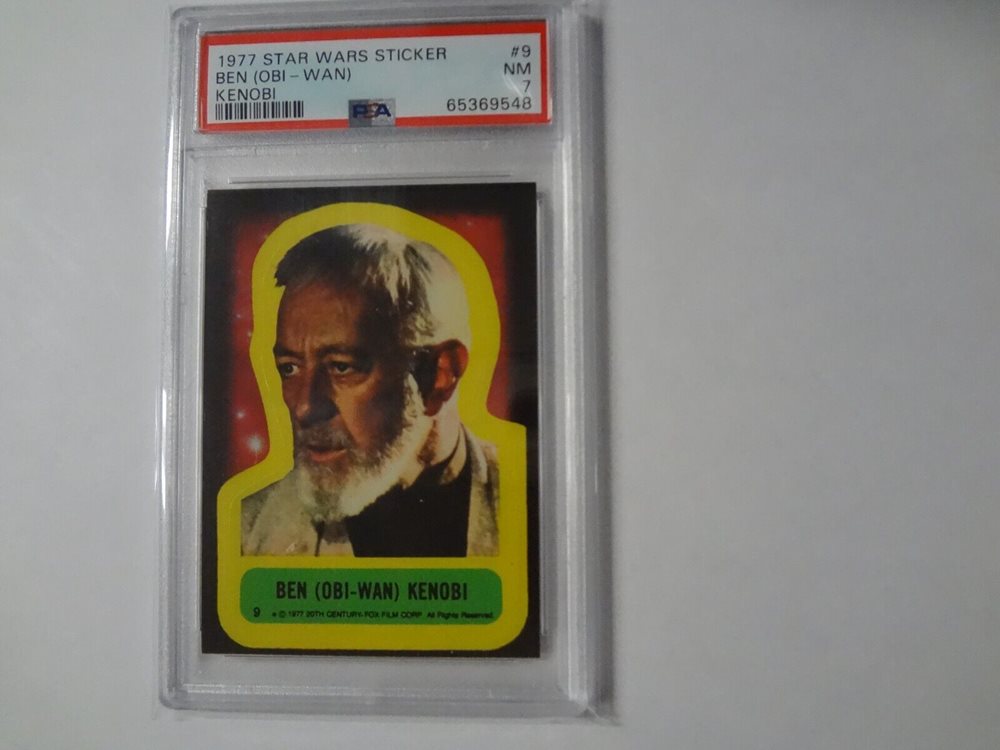 1977 STAR WARS STICKER #9
BEN (OBI-WAN) NM
KENOBI 7
PSA 65369548
BEN (OBI-WAN) KENOBI
9 * © 1977 20TH CENTURY-FOX FILM CORP. All Rights Reserved.